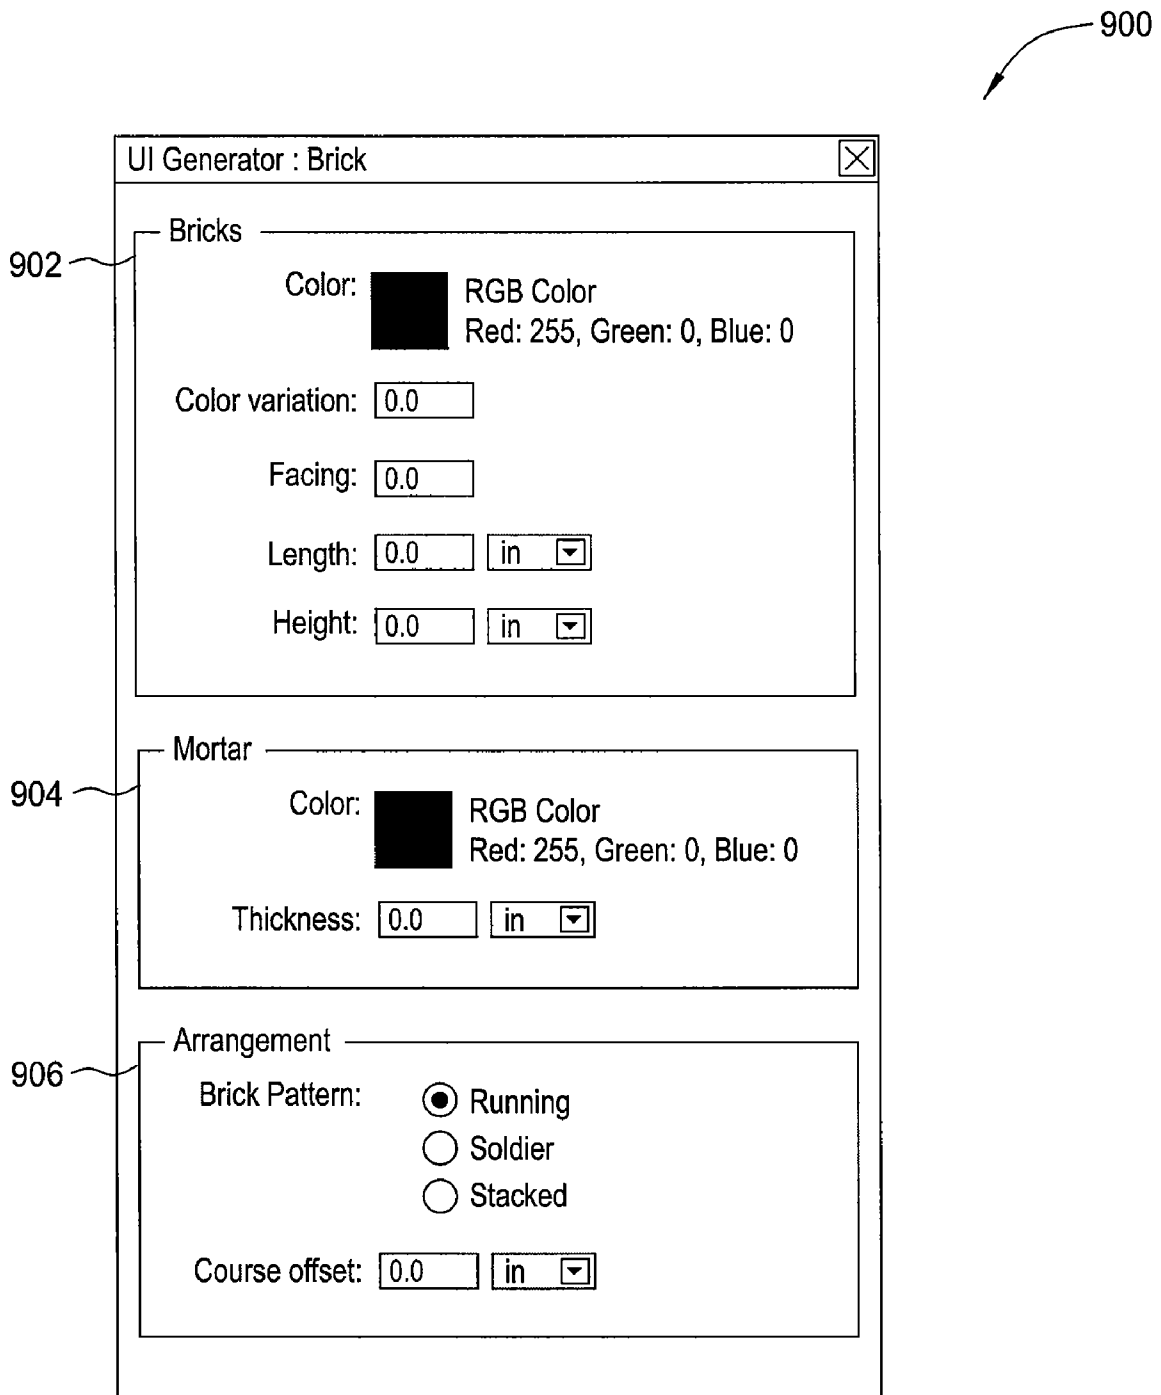 900
UI Generator : Brick
Bricks
902
Color:
RGB Color
Red: 255, Green: 0, Blue: 0
Color variation: 0.0
Facing: 0.0
Length: 0.0 in
Height: 0.0 in
Mortar
904
Color:
RGB Color
Red: 255, Green: 0, Blue: 0
Thickness: 0.0 in
Arrangement
906
Brick Pattern:
Running
Soldier
Stacked
Course offset: 0.0 in